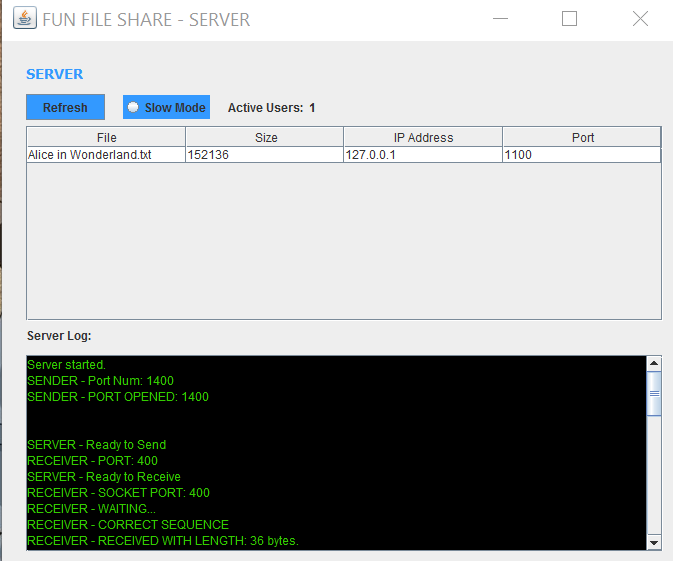 FUN FILE SHARE - SERVER
SERVER
Refresh Slow Mode Active Users: 1
File Size IP Address Port
Alice in Wonderland.txt 152136 127.0.0.1 1100
Server Log:
Server started.
SENDER - Port Num: 1400
SENDER - PORT OPENED: 1400
SERVER - Ready to Send
RECEIVER - PORT: 400
SERVER - Ready to Receive
RECEIVER - SOCKET PORT: 400
RECEIVER - WAITING...
RECEIVER - CORRECT SEQUENCE
RECEIVER - RECEIVED WITH LENGTH: 36 bytes.